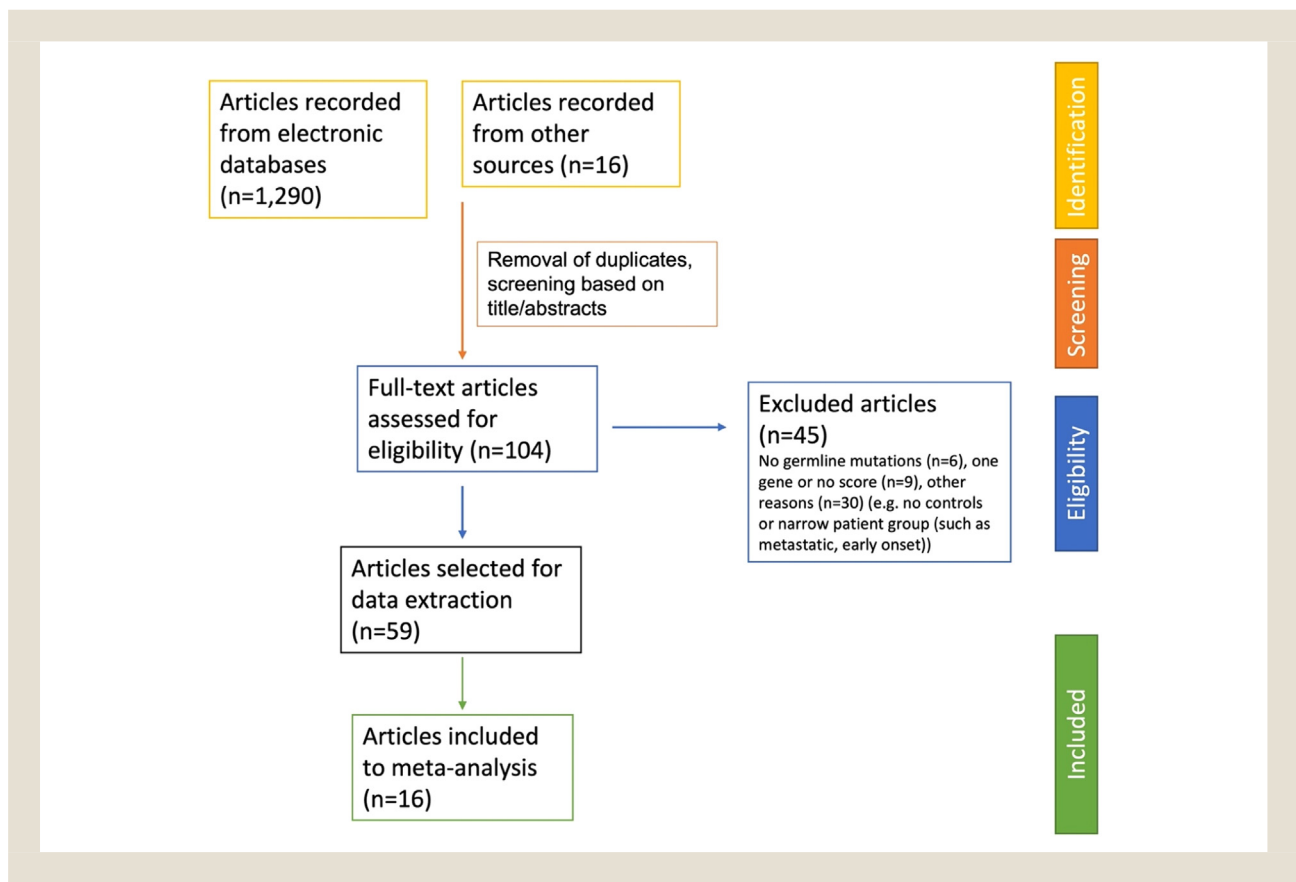 Articles recorded
from electronic
databases
(n=1,290)
Articles recorded
from other
sources (n=16)
Identification
Removal of duplicates,
screening based on
title/abstracts
Screening
Full-text articles
assessed for
eligibility (n=104)
Excluded articles
(n=45)
No germline mutations (n=6), one
gene or no score (n=9), other
reasons (n=30) (e.g. no controls
or narrow patient group (such as
metastatic, early onset))
Eligibility
Articles selected for
data extraction
(n=59)
Articles included
to meta-analysis
(n=16)
Included